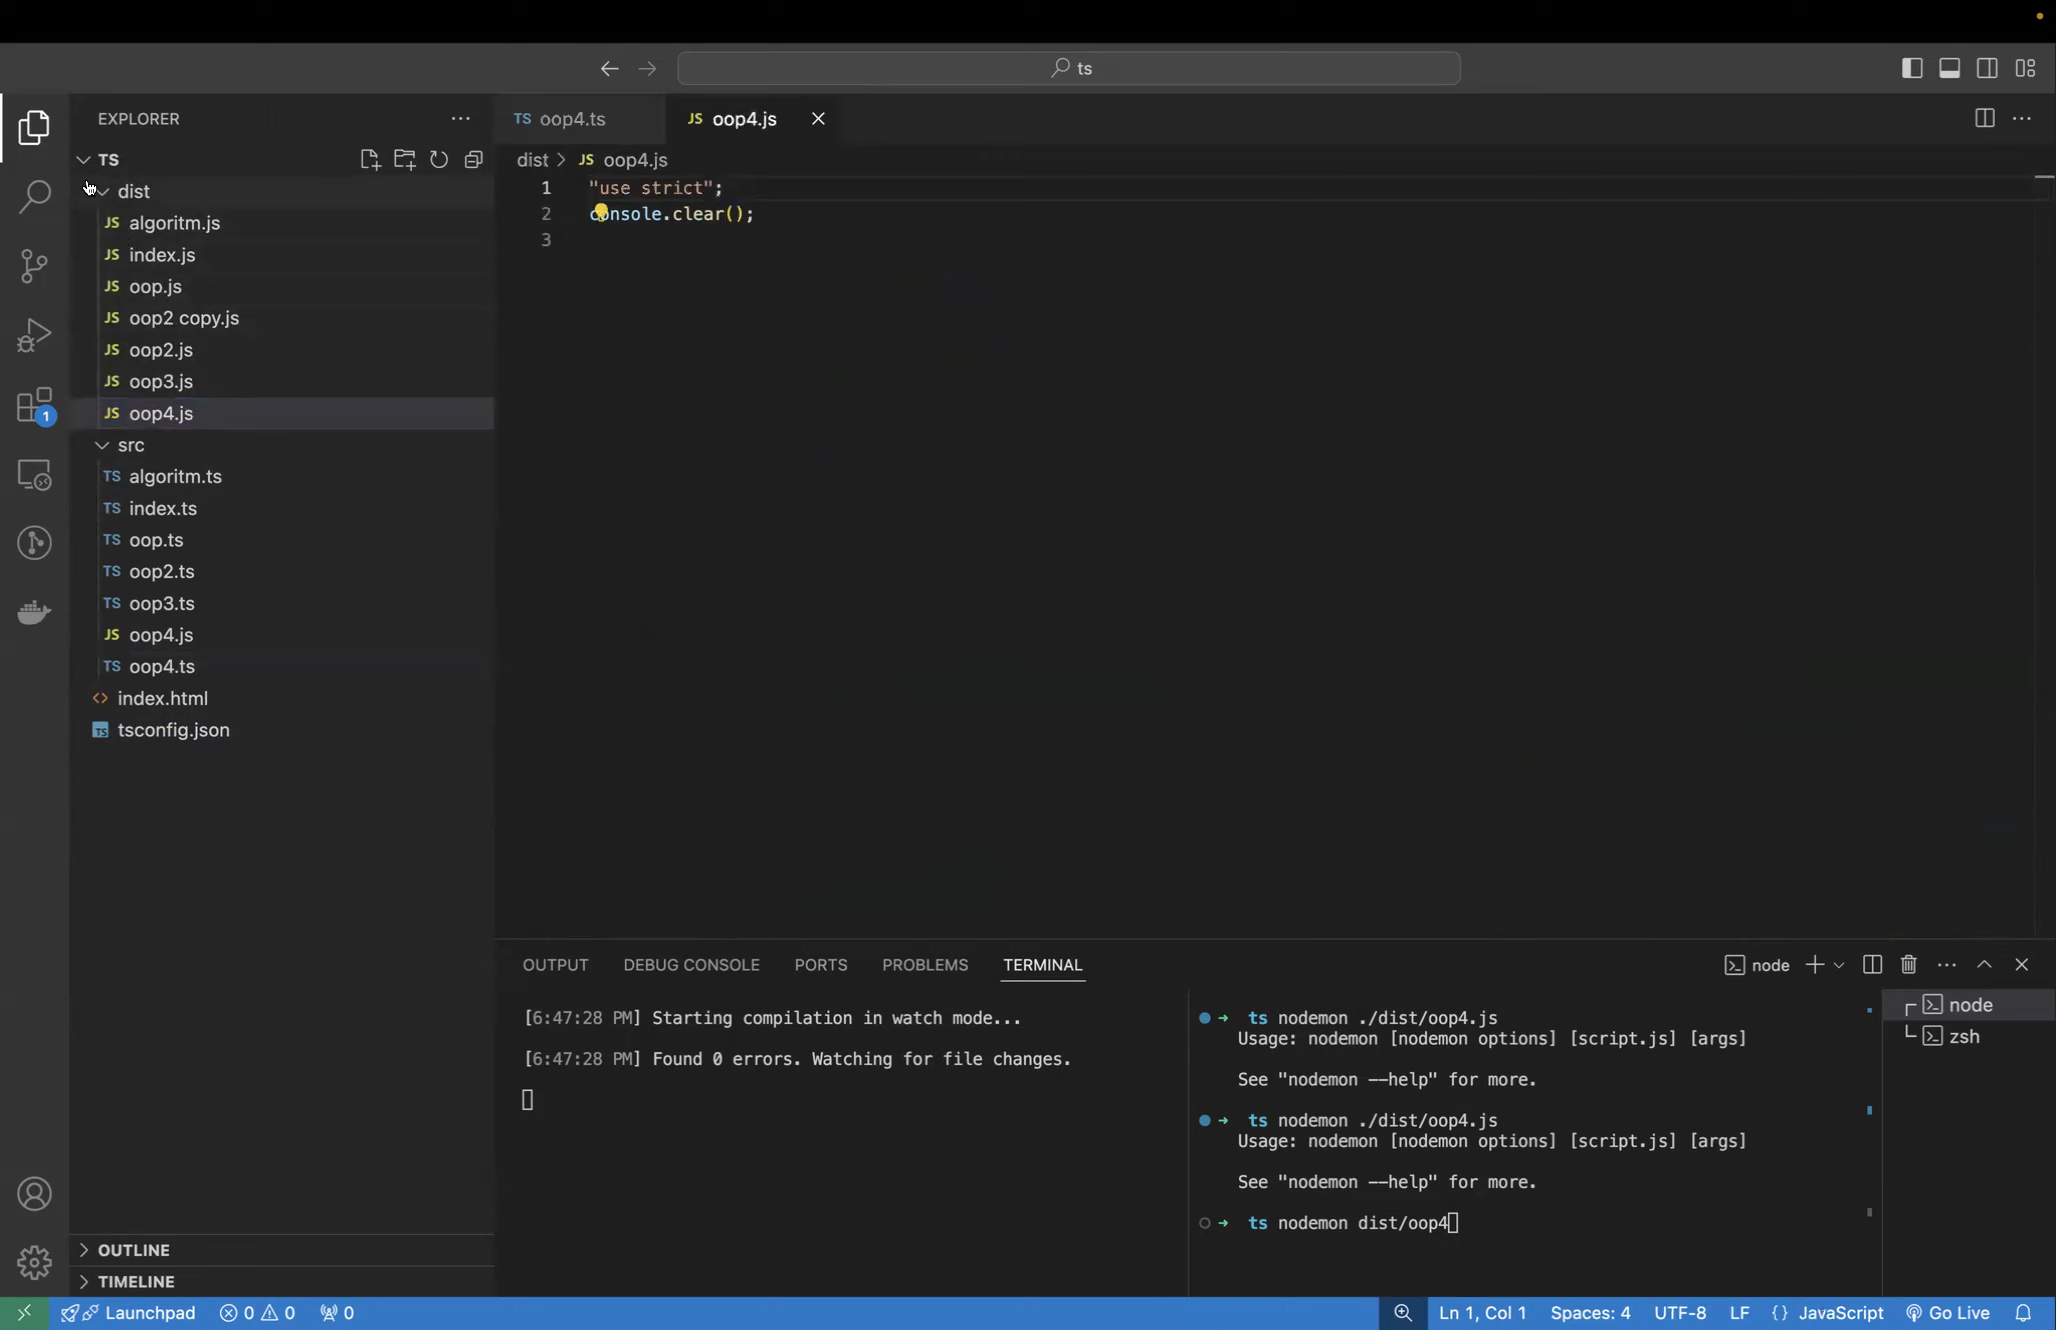 ts
EXPLORER
TS
dist
JS algoritm.js
JS index.js
JS oop.js
JS oop2 copy.js
JS oop2.js
JS oop3.js
JS oop4.js
src
TS algoritm.ts
TS index.ts
TS oop.ts
TS oop2.ts
TS oop3.ts
JS oop4.js
TS oop4.ts
<> index.html
TS tsconfig.json
OUTLINE
TIMELINE
1
TS oop4.ts
JS oop4.js
dist > JS oop4.js
1 "use strict";
2 console.clear();
3
OUTPUT DEBUG CONSOLE PORTS PROBLEMS TERMINAL
node
[6:47:28 PM] Starting compilation in watch mode...
[6:47:28 PM] Found 0 errors. Watching for file changes.
ts nodemon ./dist/oop4.js
Usage: nodemon [nodemon options] [script.js] [args]
See "nodemon --help" for more.
ts nodemon ./dist/oop4.js
Usage: nodemon [nodemon options] [script.js] [args]
See "nodemon --help" for more.
ts nodemon dist/oop4
node
zsh
Launchpad 0 0 0 Ln 1, Col 1 Spaces: 4 UTF-8 LF {} JavaScript Go Live